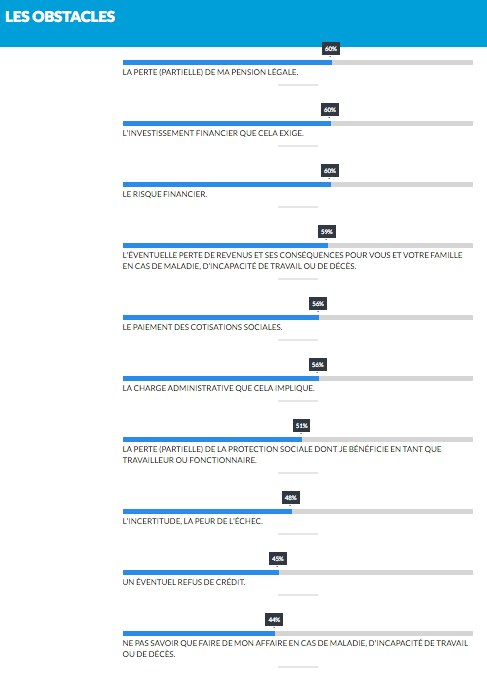 LES OBSTACLES
60%
LA PERTE (PARTIELLE) DE MA PENSION LÉGALE.
60%
L'INVESTISSEMENT FINANCIER QUE CELA EXIGE.
60%
LE RISQUE FINANCIER.
59%
L'ÉVENTUELLE PERTE DE REVENUS ET SES CONSÉQUENCES POUR VOUS ET VOTRE FAMILLE
EN CAS DE MALADIE, D'INCAPACITÉ DE TRAVAIL OU DE DÉCÈS.
56%
LE PAIEMENT DES COTISATIONS SOCIALES.
56%
LA CHARGE ADMINISTRATIVE QUE CELA IMPLIQUE.
51%
LA PERTE (PARTIELLE) DE LA PROTECTION SOCIALE DONT JE BÉNÉFICIE EN TANT QUE
TRAVAILLEUR OU FONCTIONNAIRE.
48%
L'INCERTITUDE, LA PEUR DE L'ÉCHEC.
45%
UN ÉVENTUEL REFUS DE CRÉDIT.
44%
NE PAS SAVOIR QUE FAIRE DE MON AFFAIRE EN CAS DE MALADIE, D'INCAPACITÉ DE TRAVAIL
OU DE DÉCÈS.